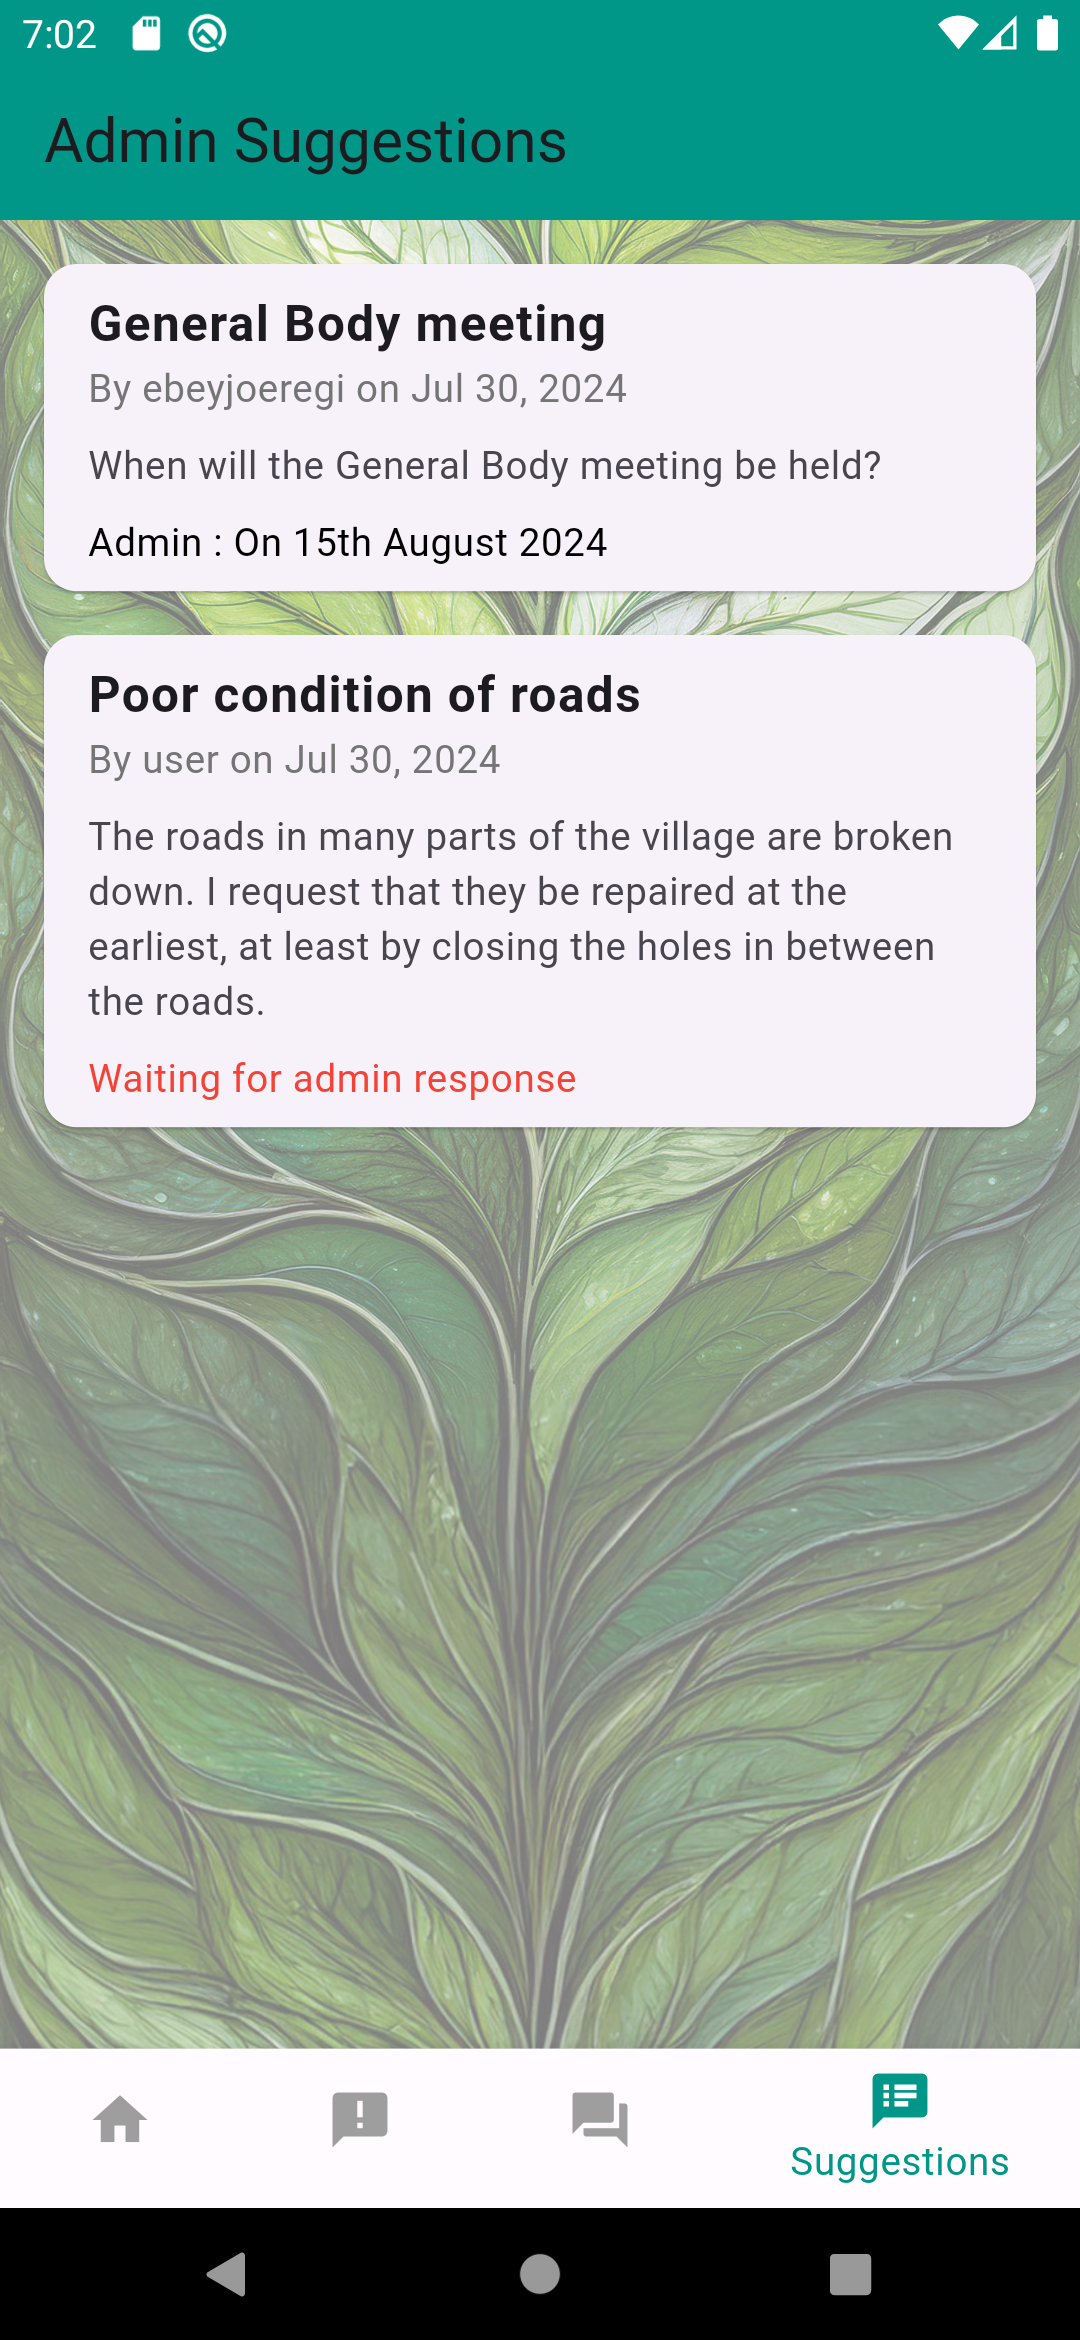 7:02
Admin Suggestions
General Body meeting
By ebeyjoeregi on Jul 30, 2024
When will the General Body meeting be held?
Admin : On 15th August 2024
Poor condition of roads
By user on Jul 30, 2024
The roads in many parts of the village are broken
down. I request that they be repaired at the
earliest, at least by closing the holes in between
the roads.
Waiting for admin response
Suggestions